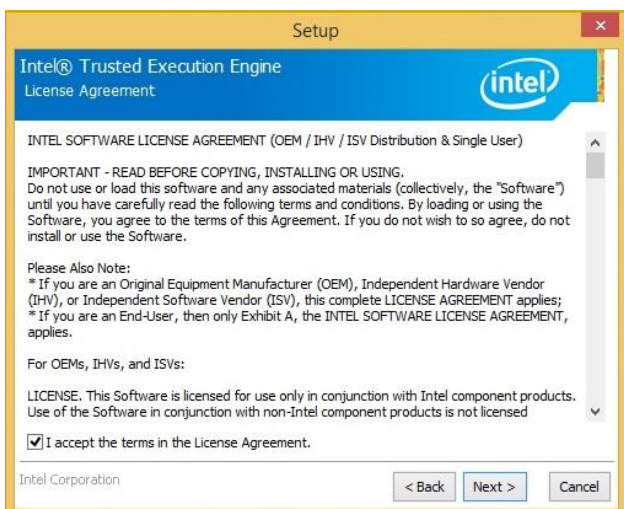 Setup
Intel® Trusted Execution Engine
License Agreement
intel
INTEL SOFTWARE LICENSE AGREEMENT (OEM / IHV / ISV Distribution & Single User)
IMPORTANT - READ BEFORE COPYING, INSTALLING OR USING.
Do not use or load this software and any associated materials (collectively, the "Software")
until you have carefully read the following terms and conditions. By loading or using the
Software, you agree to the terms of this Agreement. If you do not wish to so agree, do not
install or use the Software.
Please Also Note:
* If you are an Original Equipment Manufacturer (OEM), Independent Hardware Vendor
(IHV), or Independent Software Vendor (ISV), this complete LICENSE AGREEMENT applies;
* If you are an End-User, then only Exhibit A, the INTEL SOFTWARE LICENSE AGREEMENT,
applies.
For OEMs, IHVs, and ISVs:
LICENSE. This Software is licensed for use only in conjunction with Intel component products.
Use of the Software in conjunction with non-Intel component products is not licensed
I accept the terms in the License Agreement.
Intel Corporation
< Back Next > Cancel